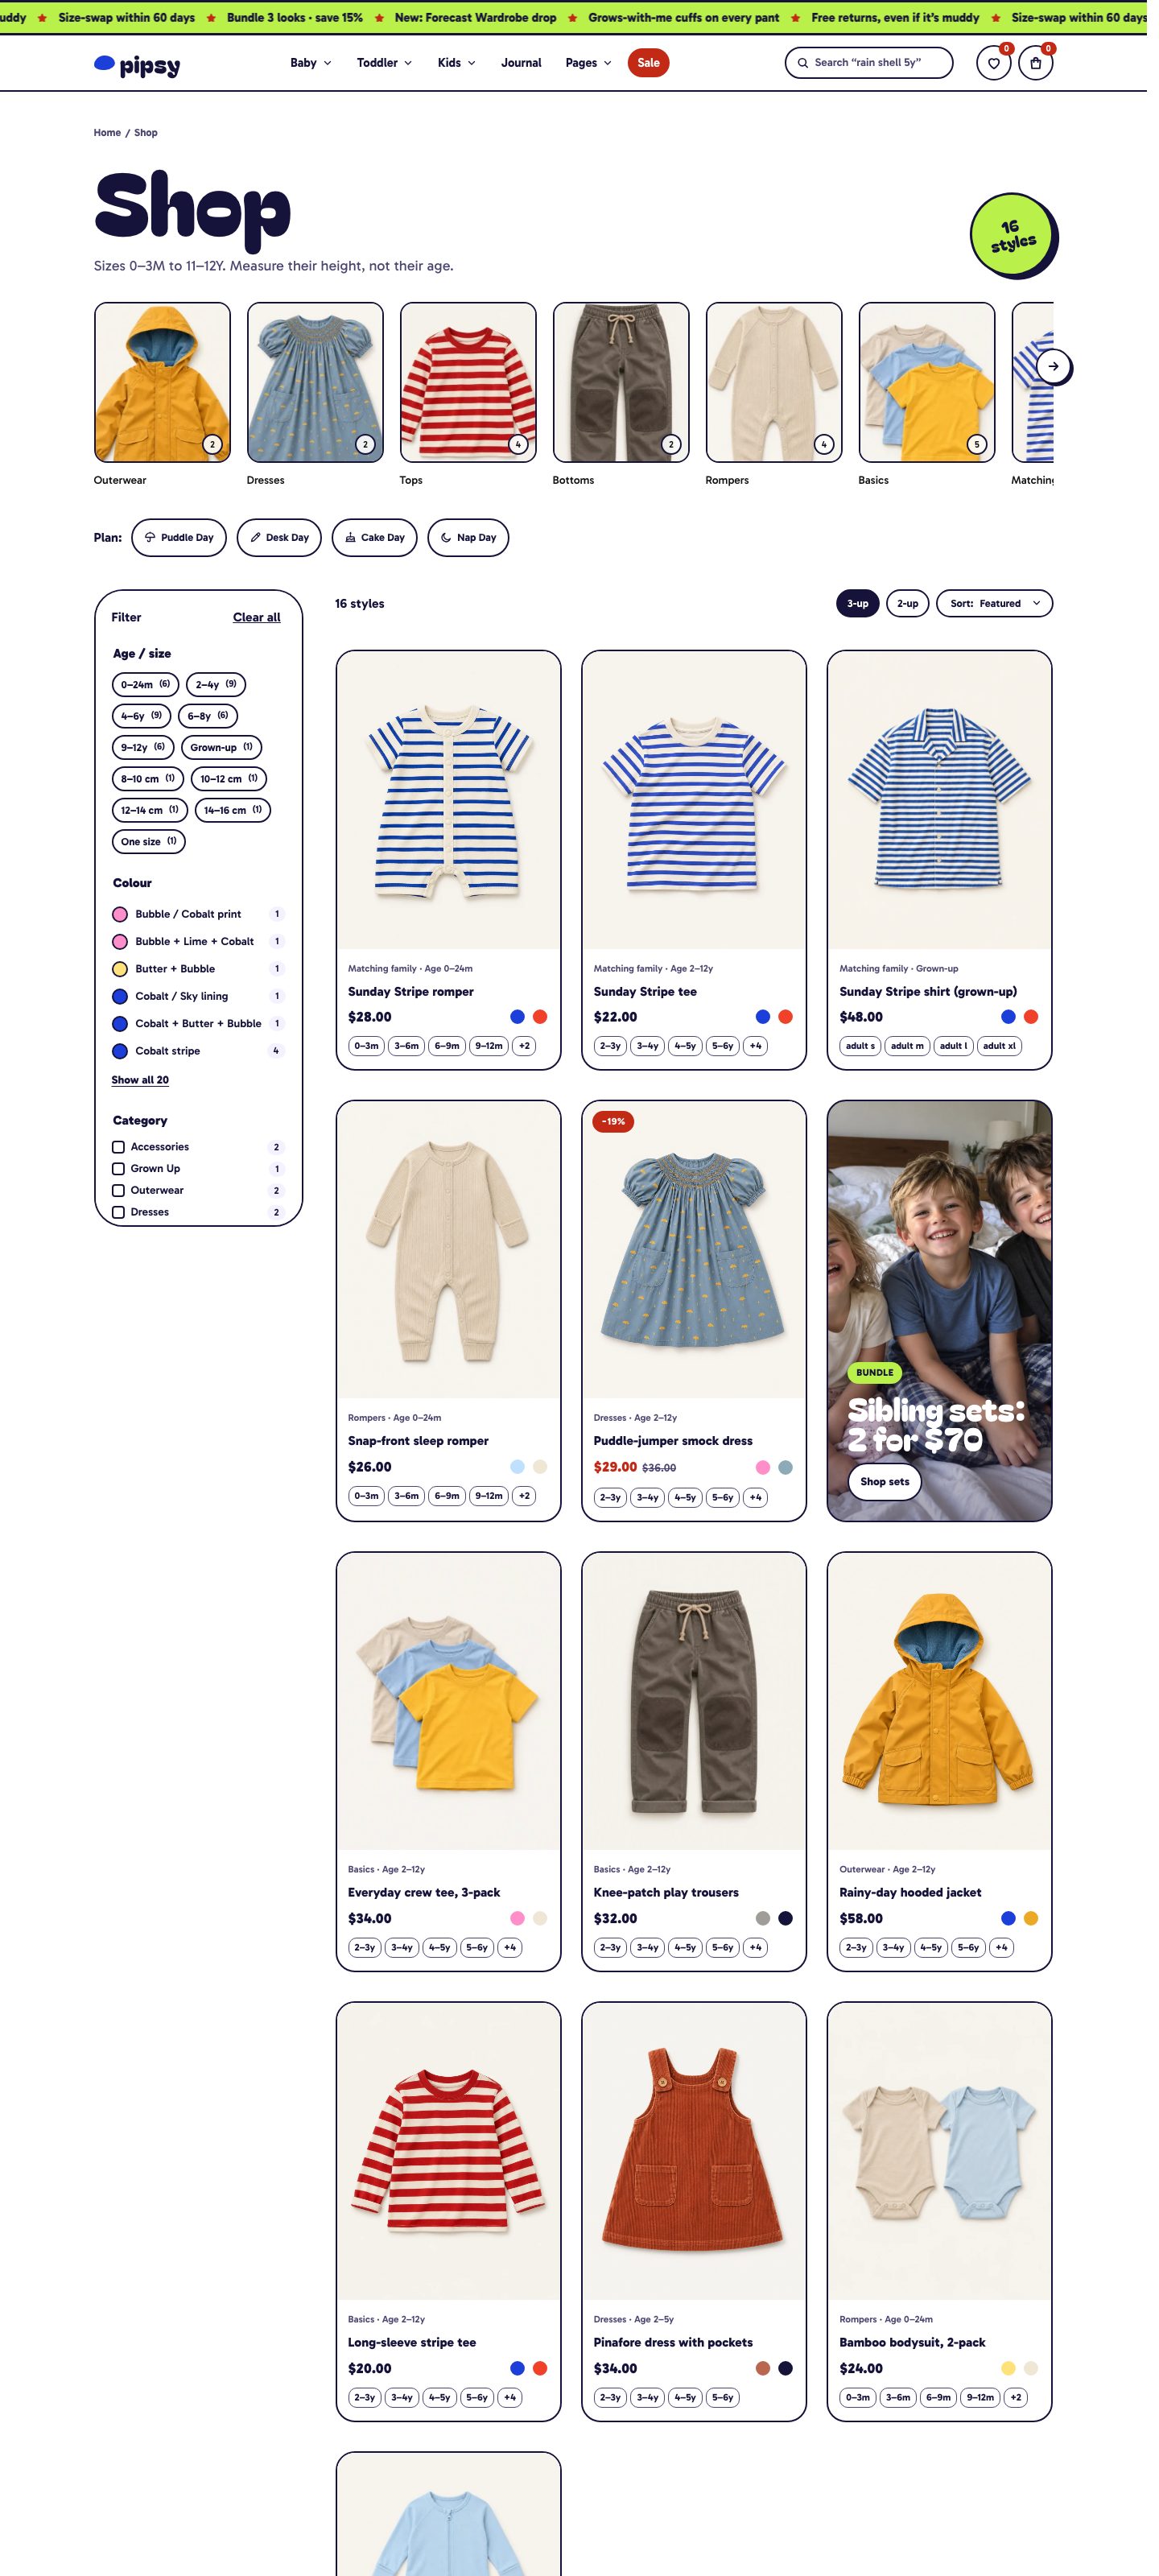 uddy ★ Size-swap within 60 days ★ Bundle 3 looks · save 15% ★ New: Forecast Wardrobe drop ★ Grows-with-me cuffs on every pant ★ Free returns, even if it's muddy ★ Size-swap within 60 days
pipsy
Baby Toddler Kids Journal Pages Sale
Search “rain shell 5y”
0 0
Home / Shop
Shop
16 styles
Sizes 0–3M to 11–12Y. Measure their height, not their age.
2 2 4 2 4 5
Outerwear Dresses Tops Bottoms Rompers Basics Matching
Plan: Puddle Day Desk Day Cake Day Nap Day
Filter Clear all
Age / size
0–24m (6) 2–4y (9)
4–6y (9) 6–8y (6)
9–12y (6) Grown-up (1)
8–10 cm (1) 10–12 cm (1)
12–14 cm (1) 14–16 cm (1)
One size (1)
Colour
Bubble / Cobalt print 1
Bubble + Lime + Cobalt 1
Butter + Bubble 1
Cobalt / Sky lining 1
Cobalt + Butter + Bubble 1
Cobalt stripe 4
Show all 20
Category
Accessories 2
Grown Up 1
Outerwear 2
Dresses 2
16 styles
3-up 2-up Sort: Featured
Matching family · Age 0–24m
Sunday Stripe romper
$28.00
0–3m 3–6m 6–9m 9–12m +2
Matching family · Age 2–12y
Sunday Stripe tee
$22.00
2–3y 3–4y 4–5y 5–6y +4
Matching family · Grown-up
Sunday Stripe shirt (grown-up)
$48.00
adult s adult m adult l adult xl
Rompers · Age 0–24m
Snap-front sleep romper
$26.00
0–3m 3–6m 6–9m 9–12m +2
−19%
Dresses · Age 2–12y
Puddle-jumper smock dress
$29.00 $36.00
2–3y 3–4y 4–5y 5–6y +4
BUNDLE
Sibling sets:
2 for $70
Shop sets
Basics · Age 2–12y
Everyday crew tee, 3-pack
$34.00
2–3y 3–4y 4–5y 5–6y +4
Basics · Age 2–12y
Knee-patch play trousers
$32.00
2–3y 3–4y 4–5y 5–6y +4
Outerwear · Age 2–12y
Rainy-day hooded jacket
$58.00
2–3y 3–4y 4–5y 5–6y +4
Basics · Age 2–12y
Long-sleeve stripe tee
$20.00
2–3y 3–4y 4–5y 5–6y +4
Dresses · Age 2–5y
Pinafore dress with pockets
$34.00
2–3y 3–4y 4–5y 5–6y
Rompers · Age 0–24m
Bamboo bodysuit, 2-pack
$24.00
0–3m 3–6m 6–9m 9–12m +2